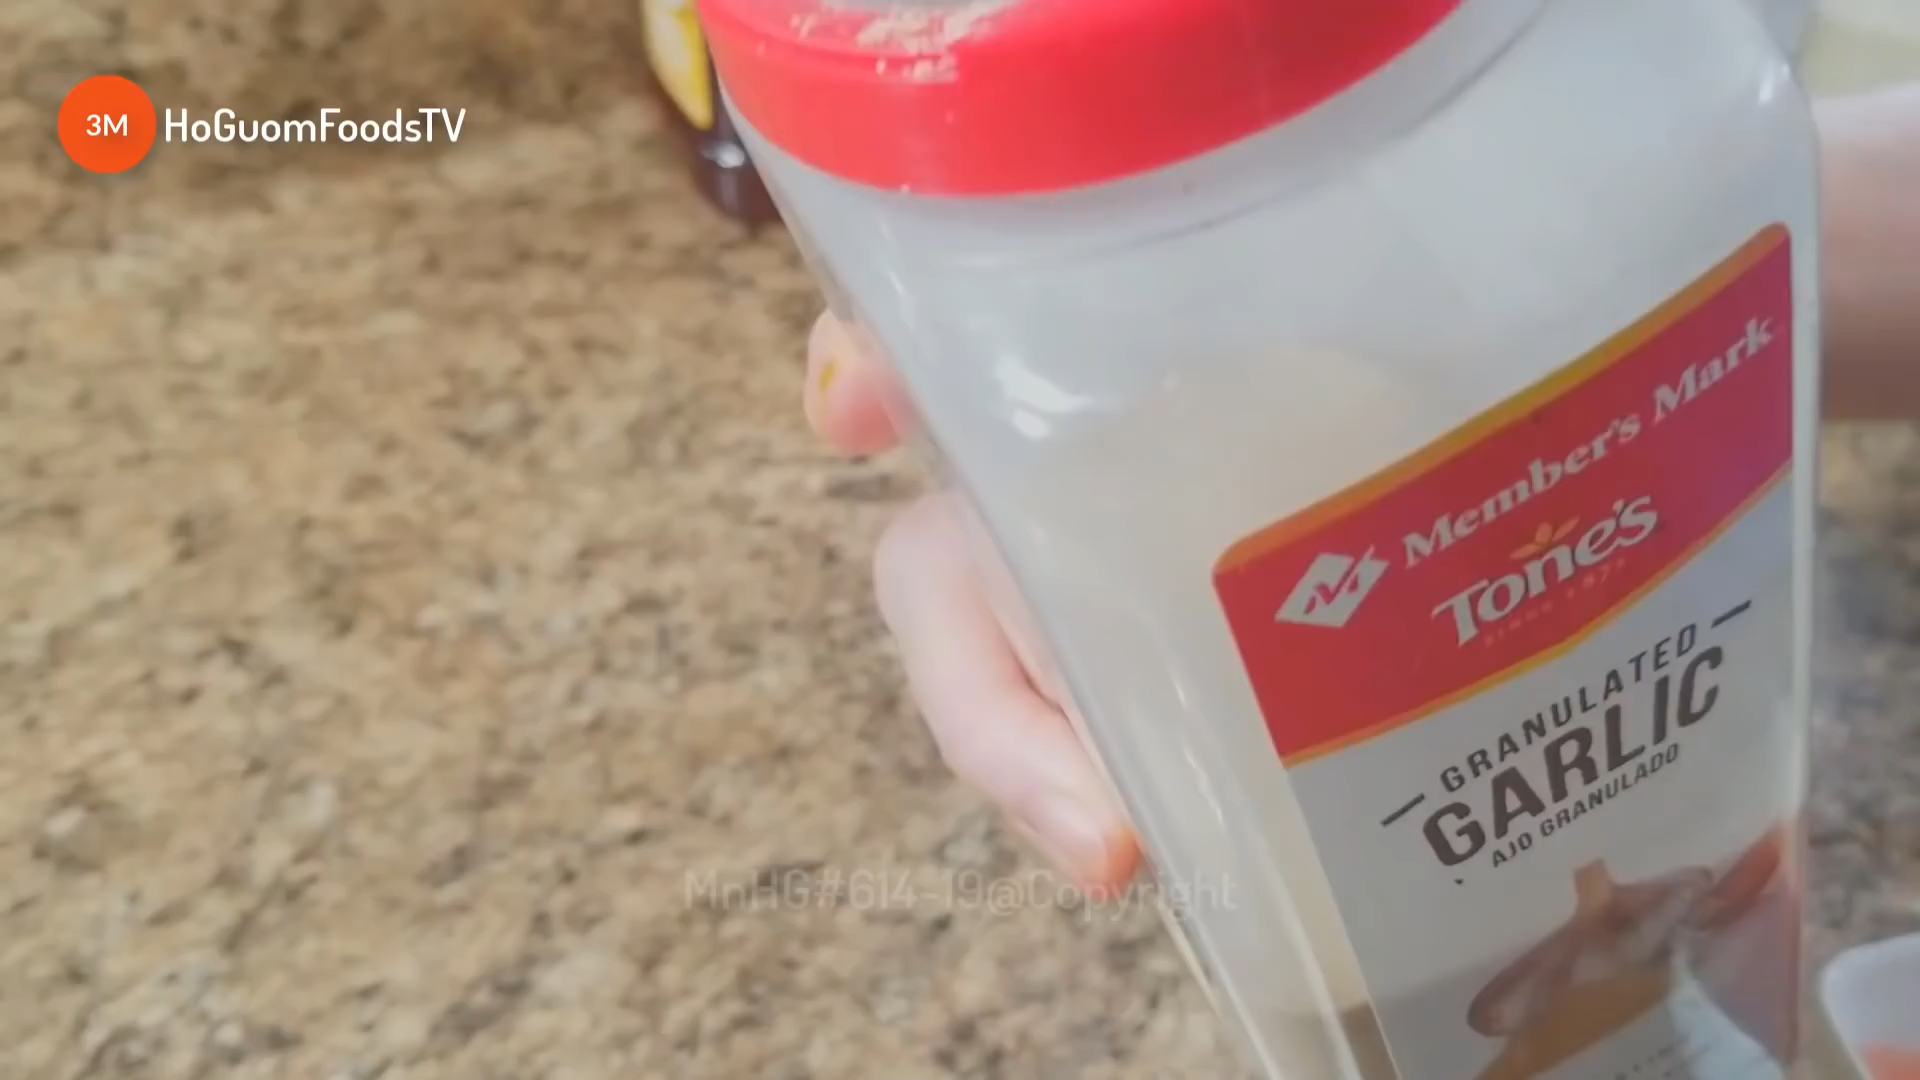 3M HoGuomFoodsTV
Member's Mark
Tone's
GRANULATED
GARLIC
AJO GRANULADO
MnHG#614-19@Copyright